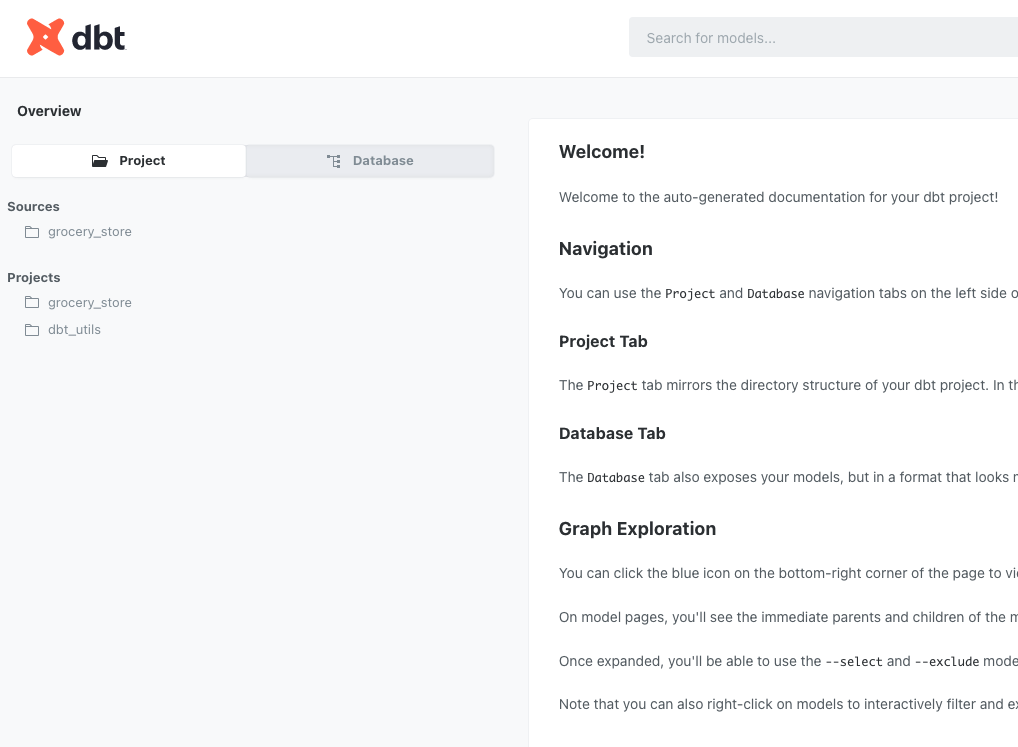 dbt
Search for models...
Overview
Project
Database
Sources
grocery_store
Projects
grocery_store
dbt_utils
Welcome!
Welcome to the auto-generated documentation for your dbt project!
Navigation
You can use the Project and Database navigation tabs on the left side o
Project Tab
The Project tab mirrors the directory structure of your dbt project. In th
Database Tab
The Database tab also exposes your models, but in a format that looks
Graph Exploration
You can click the blue icon on the bottom-right corner of the page to vi
On model pages, you'll see the immediate parents and children of the
Once expanded, you'll be able to use the --select and --exclude mode
Note that you can also right-click on models to interactively filter and ex